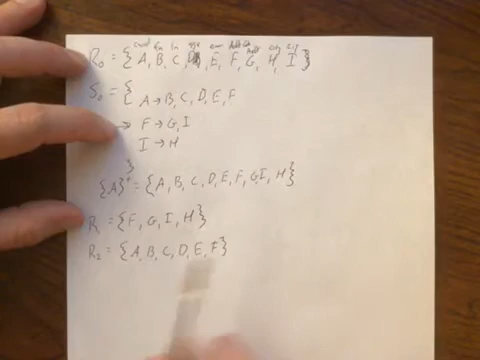 R₀ = {A, B, C, D, E, F, G, H, I}
S₀ = {
A → B, C, D, E, F
F → G, I
I → H
}
{A}⁺ = {A, B, C, D, E, F, G, I, H}
R₁ = {F, G, I, H}
R₂ = {A, B, C, D, E, F}